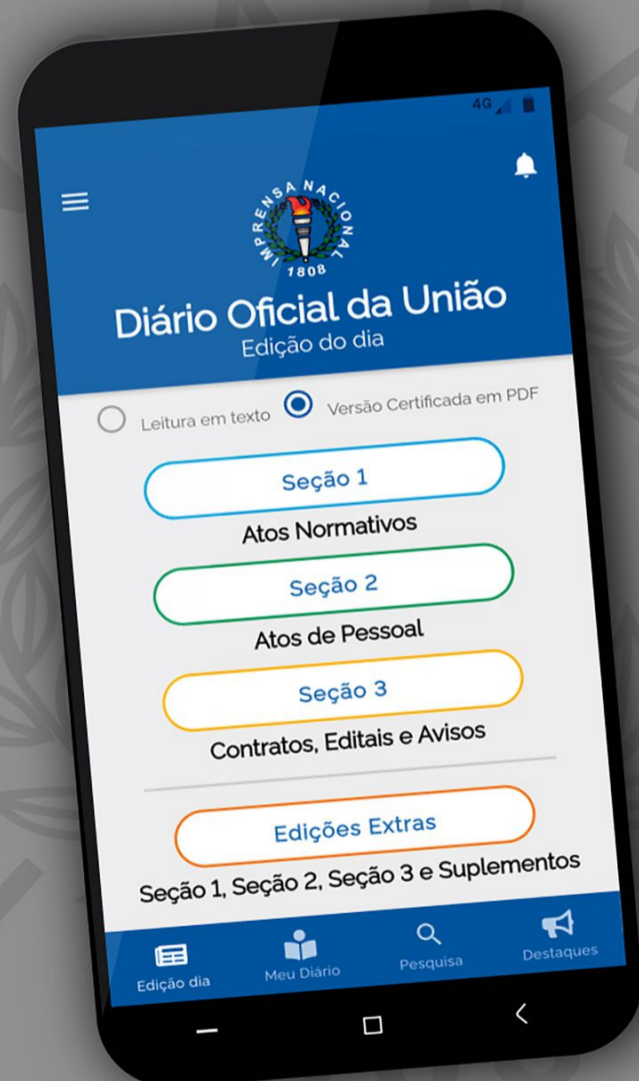 4G
IMPRENSA NACIONAL
1808
Diário Oficial da União
Edição do dia
Leitura em texto Versão Certificada em PDF
Seção 1
Atos Normativos
Seção 2
Atos de Pessoal
Seção 3
Contratos, Editais e Avisos
Edições Extras
Seção 1, Seção 2, Seção 3 e Suplementos
Edição dia Meu Diário Pesquisa Destaques